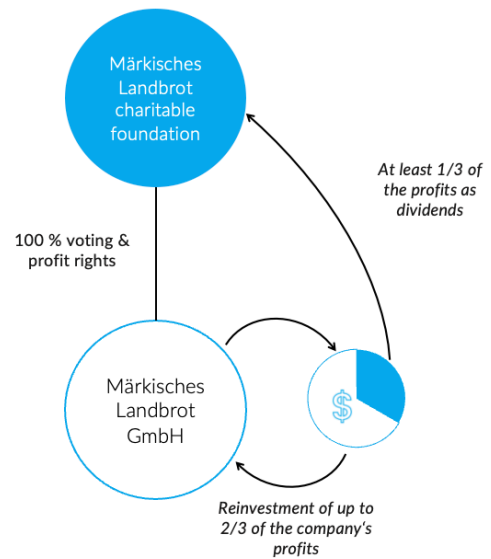 Märkisches
Landbrot
charitable
foundation
At least 1/3 of
the profits as
dividends
100 % voting &
profit rights
Märkisches
Landbrot
GmbH
$
Reinvestment of up to
2/3 of the company‘s
profits